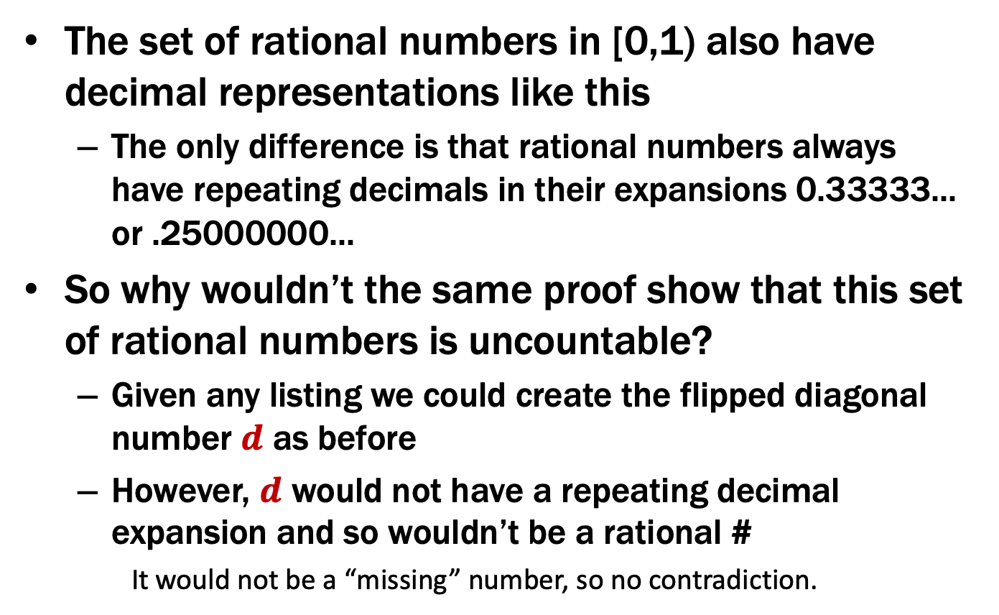 • The set of rational numbers in [0,1) also have
decimal representations like this
– The only difference is that rational numbers always
have repeating decimals in their expansions 0.33333...
or .25000000...
• So why wouldn’t the same proof show that this set
of rational numbers is uncountable?
– Given any listing we could create the flipped diagonal
number d as before
– However, d would not have a repeating decimal
expansion and so wouldn’t be a rational #
It would not be a “missing” number, so no contradiction.